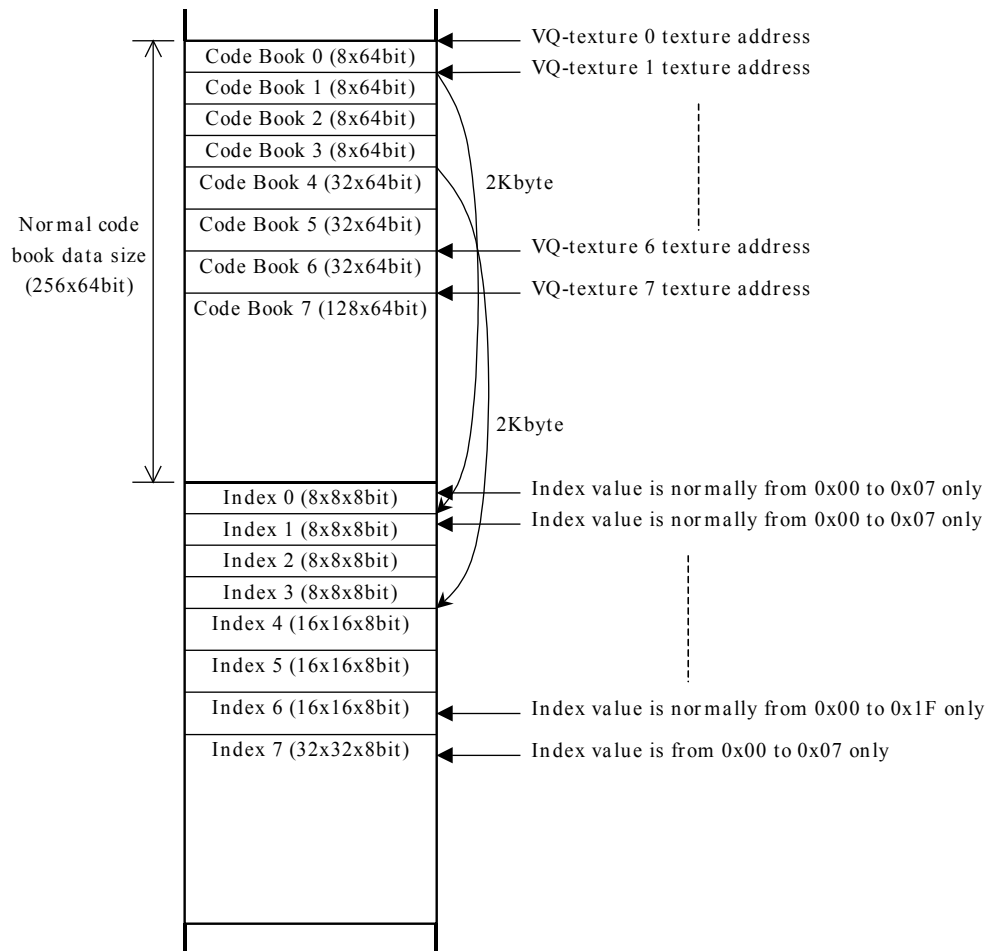 VQ-texture 0 texture address
Code Book 0 (8x64bit)
VQ-texture 1 texture address
Code Book 1 (8x64bit)
Code Book 2 (8x64bit)
Code Book 3 (8x64bit)
Code Book 4 (32x64bit)
2Kbyte
Normal code
book data size
(256x64bit)
Code Book 5 (32x64bit)
VQ-texture 6 texture address
Code Book 6 (32x64bit)
VQ-texture 7 texture address
Code Book 7 (128x64bit)
2Kbyte
Index 0 (8x8x8bit)
Index value is normally from 0x00 to 0x07 only
Index 1 (8x8x8bit)
Index value is normally from 0x00 to 0x07 only
Index 2 (8x8x8bit)
Index 3 (8x8x8bit)
Index 4 (16x16x8bit)
Index 5 (16x16x8bit)
Index 6 (16x16x8bit)
Index value is normally from 0x00 to 0x1F only
Index 7 (32x32x8bit)
Index value is from 0x00 to 0x07 only